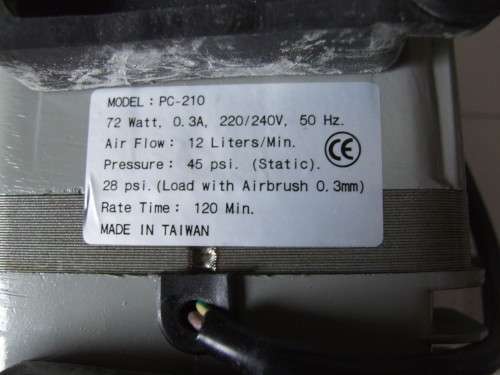 MODEL : PC-210
72 Watt, 0.3A, 220/240V, 50 Hz.
Air Flow: 12 Liters/Min.
Pressure: 45 psi. (Static).
28 psi. (Load with Airbrush 0.3mm)
Rate Time: 120 Min.
MADE IN TAIWAN
CE